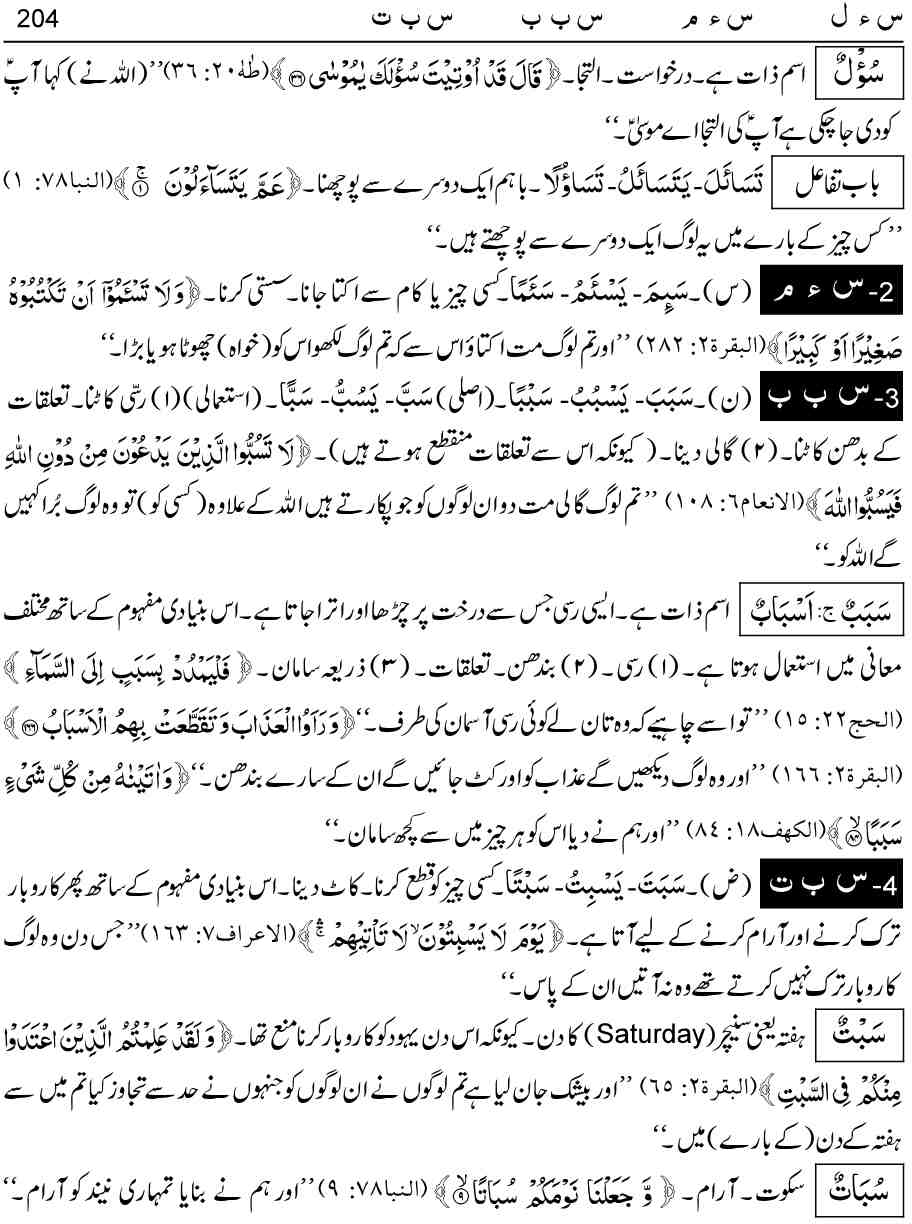 س ء ل س ء م س ب ب س ب ت 204
سُؤْلٌ اسم ذات ہے۔ درخواست۔ التجا۔ ﴿قَالَ قَدْ اُوْتِيْتَ سُؤْلَكَ يٰمُوْسٰى ۝۳۶﴾ (طٰهٰ۲۰: ۳۶) ’’(اللہ نے) کہا آپؑ
کو دی جا چکی ہے آپؑ کی التجا اے موسیٰؑ۔‘‘
باب تفاعل تَسَائَلَ۔ يَتَسَائَلُ۔ تَسَاؤُلًا۔ باہم ایک دوسرے سے پوچھنا۔ ﴿عَمَّ يَتَسَآءَلُوْنَ ۝۱ۚ﴾ (النبا۷۸: ۱)
’’کس چیز کے بارے میں یہ لوگ ایک دوسرے سے پوچھتے ہیں۔‘‘
2- س ء م (س)۔ سَئِمَ۔ يَسْئَمُ۔ سَئَمًا۔ کسی چیز یا کام سے اکتا جانا۔ سستی کرنا۔ ﴿وَ لَا تَسْـَٔمُوْٓا اَنْ تَكْتُبُوْهُ
صَغِيْرًا اَوْ كَبِيْرًا﴾ (البقرة۲: ۲۸۲) ’’اور تم لوگ مت اکتاؤ اس سے کہ تم لوگ لکھو اس کو (خواہ) چھوٹا ہو یا بڑا۔‘‘
3- س ب ب (ن)۔ سَبَبَ۔ يَسْبُبُ۔ سَبْبًا۔ (اصلی) سَبَّ۔ يَسُبُّ۔ سَبًّا۔ (استعمالی) (۱) رسّی کاٹنا۔ تعلقات
کے بدھن کاٹنا۔ (۲) گالی دینا۔ (کیونکہ اس سے تعلقات منقطع ہوتے ہیں)۔ ﴿لَا تَسُبُّوا الَّذِيْنَ يَدْعُوْنَ مِنْ دُوْنِ اللّٰهِ
فَيَسُبُّوا اللّٰهَ﴾ (الانعام۶: ۱۰۸) ’’تم لوگ گالی مت دو ان لوگوں کو جو پکارتے ہیں اللہ کے علاوہ (کسی کو) تو وہ لوگ بُرا کہیں
گے اللہ کو۔‘‘
سَبَبٌ ج: اَسْبَابٌ اسم ذات ہے۔ ایسی رسی جس سے درخت پر چڑھا اور اترا جاتا ہے۔ اس بنیادی مفہوم کے ساتھ مختلف
معانی میں استعمال ہوتا ہے۔ (۱) رسی۔ (۲) بندھن۔ تعلقات۔ (۳) ذریعہ سامان۔ ﴿فَلْيَمْدُدْ بِسَبَبٍ اِلَى السَّمَآءِ﴾
(الحج۲۲: ۱۵) ’’تو اسے چاہیے کہ وہ تان لے کوئی رسی آسمان کی طرف۔‘‘ ﴿وَ رَاَوُا الْعَذَابَ وَ تَقَطَّعَتْ بِهِمُ الْاَسْبَابُ ۝۱۶۶﴾
(البقرة۲: ۱۶۶) ’’اور وہ لوگ دیکھیں گے عذاب کو اور کٹ جائیں گے ان کے سارے بندھن۔‘‘ ﴿وَ اٰتَيْنٰهُ مِنْ كُلِّ شَيْءٍ
سَبَبًا ۝۸۴ۙ﴾ (الكهف۱۸: ۸۴) ’’اور ہم نے دیا اس کو ہر چیز میں سے کچھ سامان۔‘‘
4- س ب ت (ض)۔ سَبَتَ۔ يَسْبِتُ۔ سَبْتًا۔ کسی چیز کو قطع کرنا۔ کاٹ دینا۔ اس بنیادی مفہوم کے ساتھ پھر کاروبار
ترک کرنے اور آرام کرنے کے لیے آتا ہے۔ ﴿يَوْمَ لَا يَسْبِتُوْنَ ۙ لَا تَاْتِيْهِمْ ۛۚ﴾ (الاعراف۷: ۱۶۳) ’’جس دن وہ لوگ
کاروبار ترک نہیں کرتے تھے وہ نہ آتیں ان کے پاس۔‘‘
سَبْتٌ ہفتہ یعنی سنیچر (Saturday) کا دن۔ کیونکہ اس دن یہود کو کاروبار کرنا منع تھا۔ ﴿وَ لَقَدْ عَلِمْتُمُ الَّذِيْنَ اعْتَدَوْا
مِنْكُمْ فِي السَّبْتِ﴾ (البقرة۲: ۶۵) ’’اور بیشک جان لیا ہے تم لوگوں نے ان لوگوں کو جنہوں نے حد سے تجاوز کیا تم میں سے
ہفتہ کے دن (کے بارے) میں۔‘‘
سُبَاتٌ سکوت۔ آرام۔ ﴿وَّ جَعَلْنَا نَوْمَكُمْ سُبَاتًا ۝۹ۙ﴾ (النبا۷۸: ۹) ’’اور ہم نے بنایا تمہاری نیند کو آرام۔‘‘